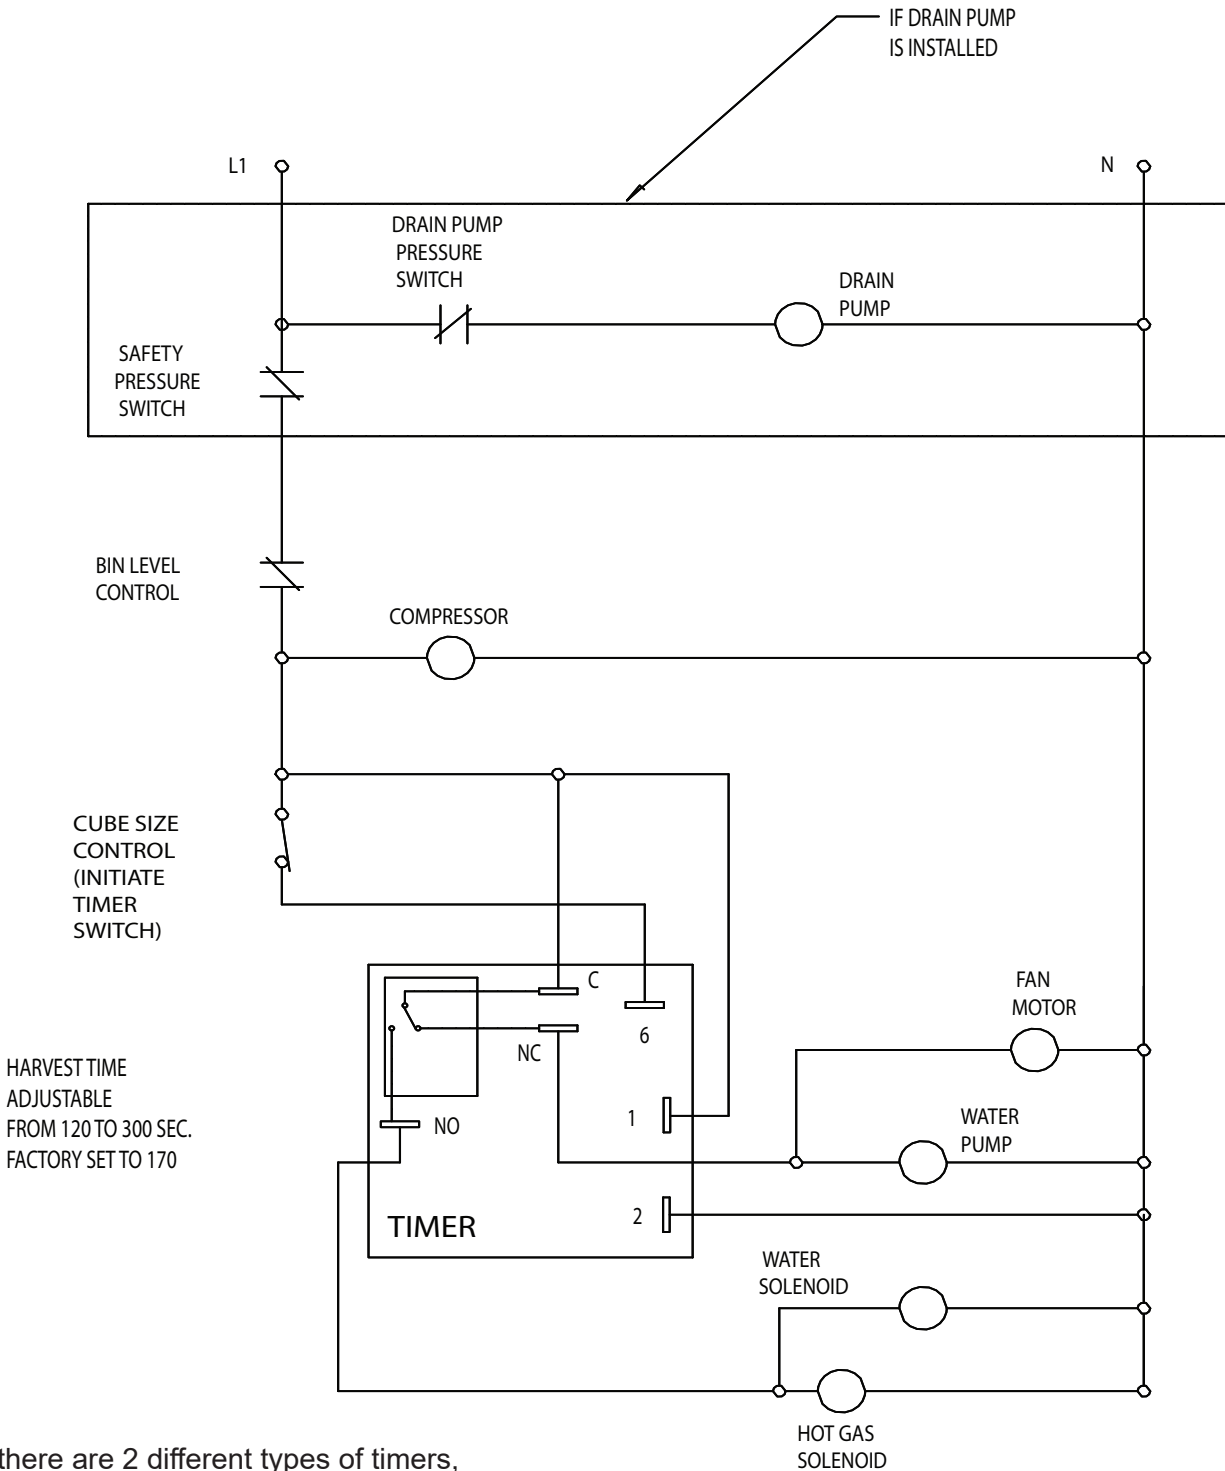 IF DRAIN PUMP
IS INSTALLED
L1
N
DRAIN PUMP
PRESSURE
SWITCH
DRAIN
PUMP
SAFETY
PRESSURE
SWITCH
BIN LEVEL
CONTROL
COMPRESSOR
CUBE SIZE
CONTROL
(INITIATE
TIMER
SWITCH)
C
6
NC
FAN
MOTOR
HARVEST TIME
ADJUSTABLE
FROM 120 TO 300 SEC.
FACTORY SET TO 170
1
NO
WATER
PUMP
2
TIMER
WATER
SOLENOID
HOT GAS
SOLENOID
there are 2 different types of timers,